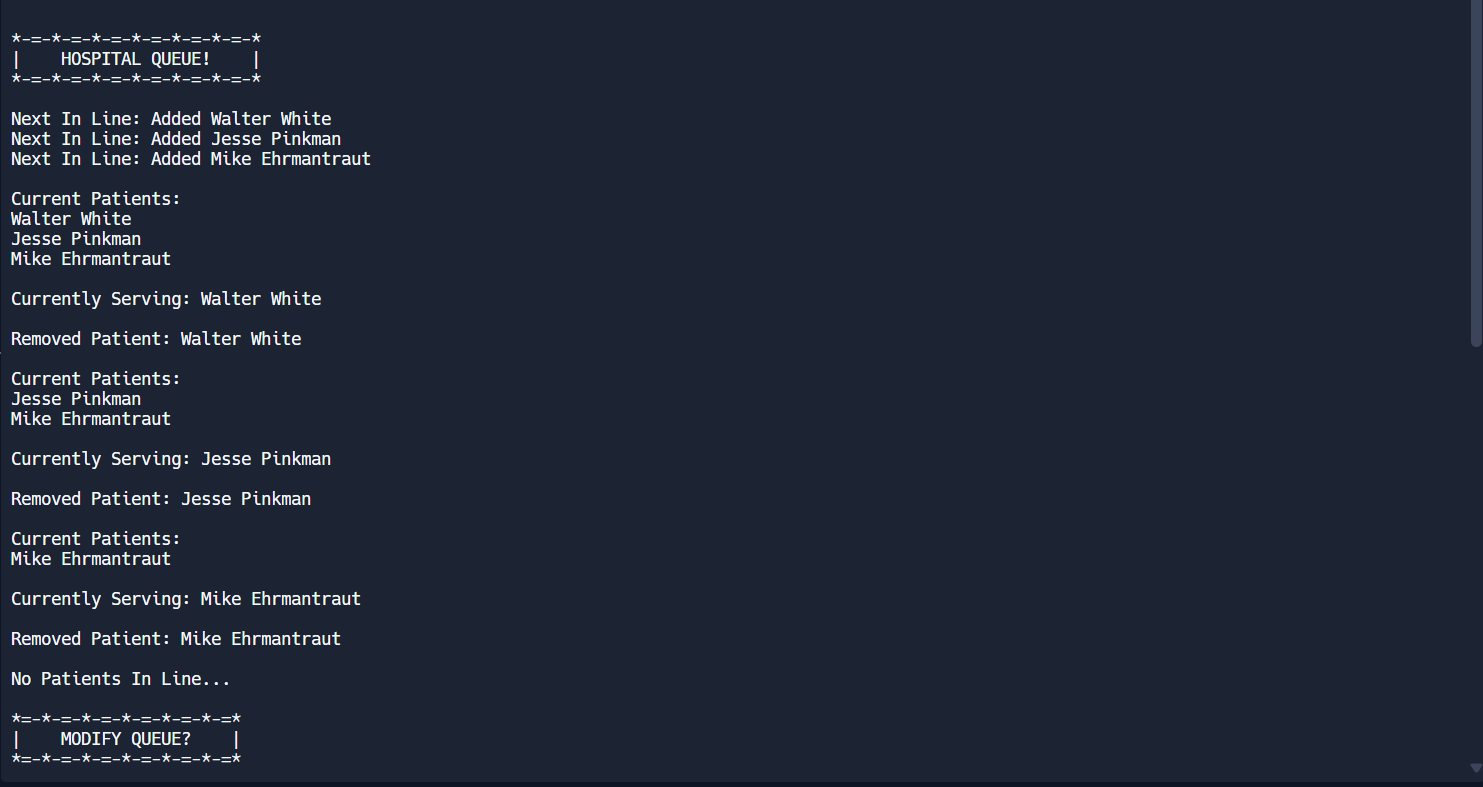 *-=-*-=-*-=-*-=-*-=-*-=-*
|    HOSPITAL QUEUE!    |
*-=-*-=-*-=-*-=-*-=-*-=-*
Next In Line: Added Walter White
Next In Line: Added Jesse Pinkman
Next In Line: Added Mike Ehrmantraut
Current Patients:
Walter White
Jesse Pinkman
Mike Ehrmantraut
Currently Serving: Walter White
Removed Patient: Walter White
Current Patients:
Jesse Pinkman
Mike Ehrmantraut
Currently Serving: Jesse Pinkman
Removed Patient: Jesse Pinkman
Current Patients:
Mike Ehrmantraut
Currently Serving: Mike Ehrmantraut
Removed Patient: Mike Ehrmantraut
No Patients In Line...
*=-*-=-*-=-*-=-*-=-*-=*
|    MODIFY QUEUE?    |
*=-*-=-*-=-*-=-*-=-*-=*